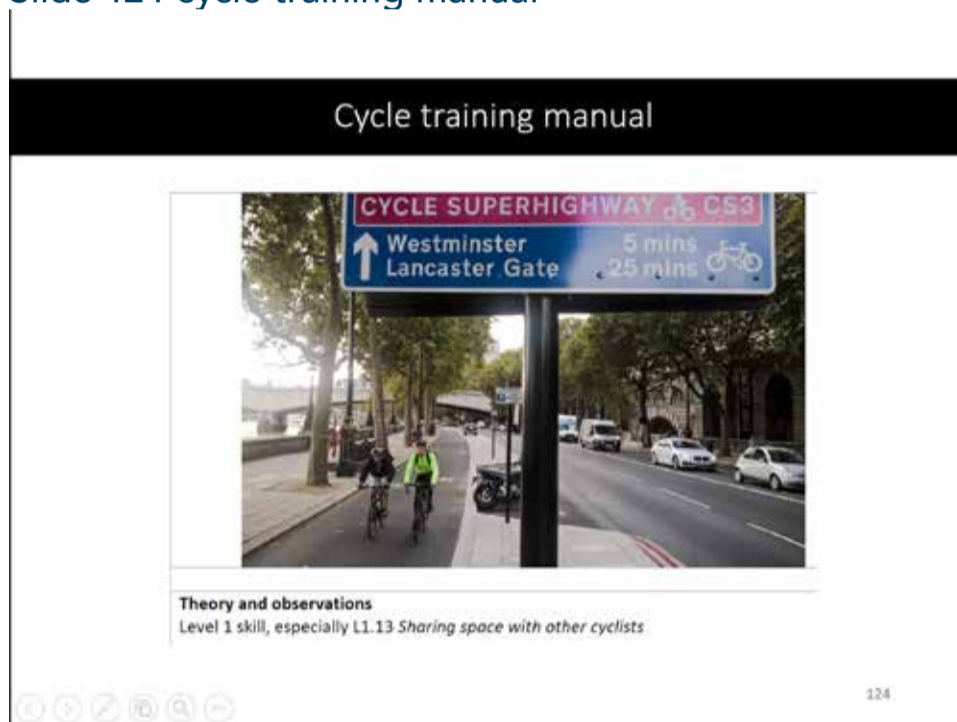 Slide 124 cycle training manual
Cycle training manual
CYCLE SUPERHIGHWAY CS3
Westminster 5 mins
Lancaster Gate 25 mins
Theory and observations
Level 1 skill, especially L1.13 Sharing space with other cyclists
124